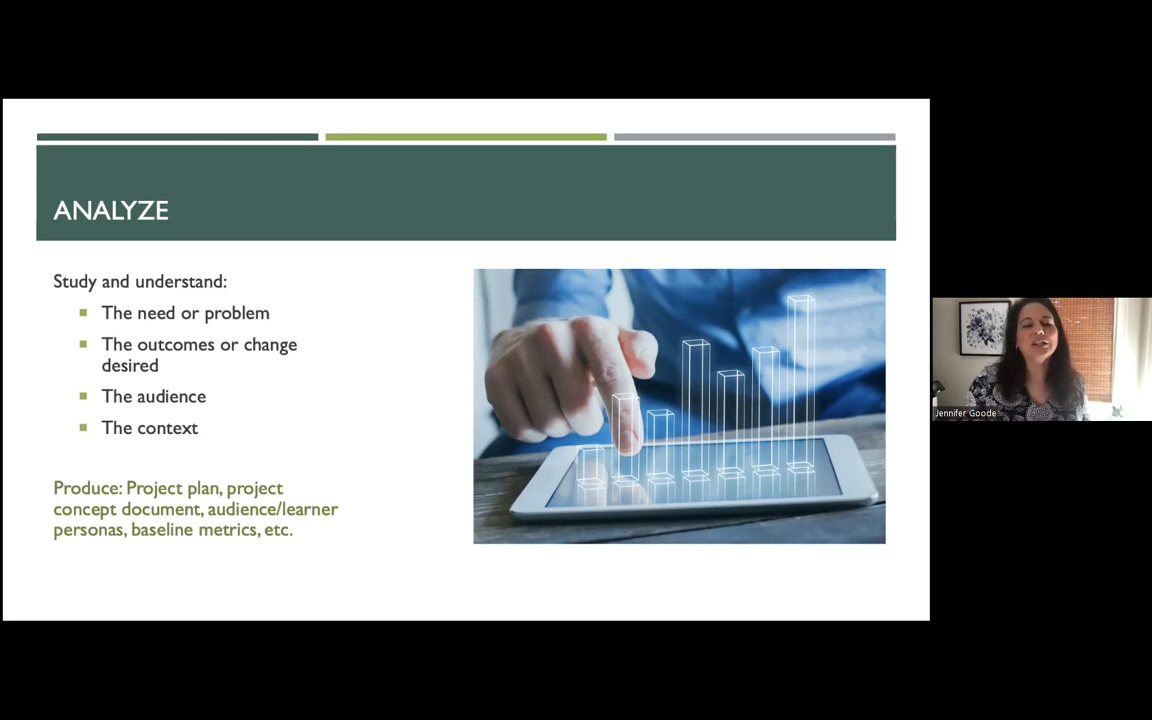 ANALYZE
Study and understand:
The need or problem
The outcomes or change
desired
The audience
The context
Produce: Project plan, project
concept document, audience/learner
personas, baseline metrics, etc.
Jennifer Goode